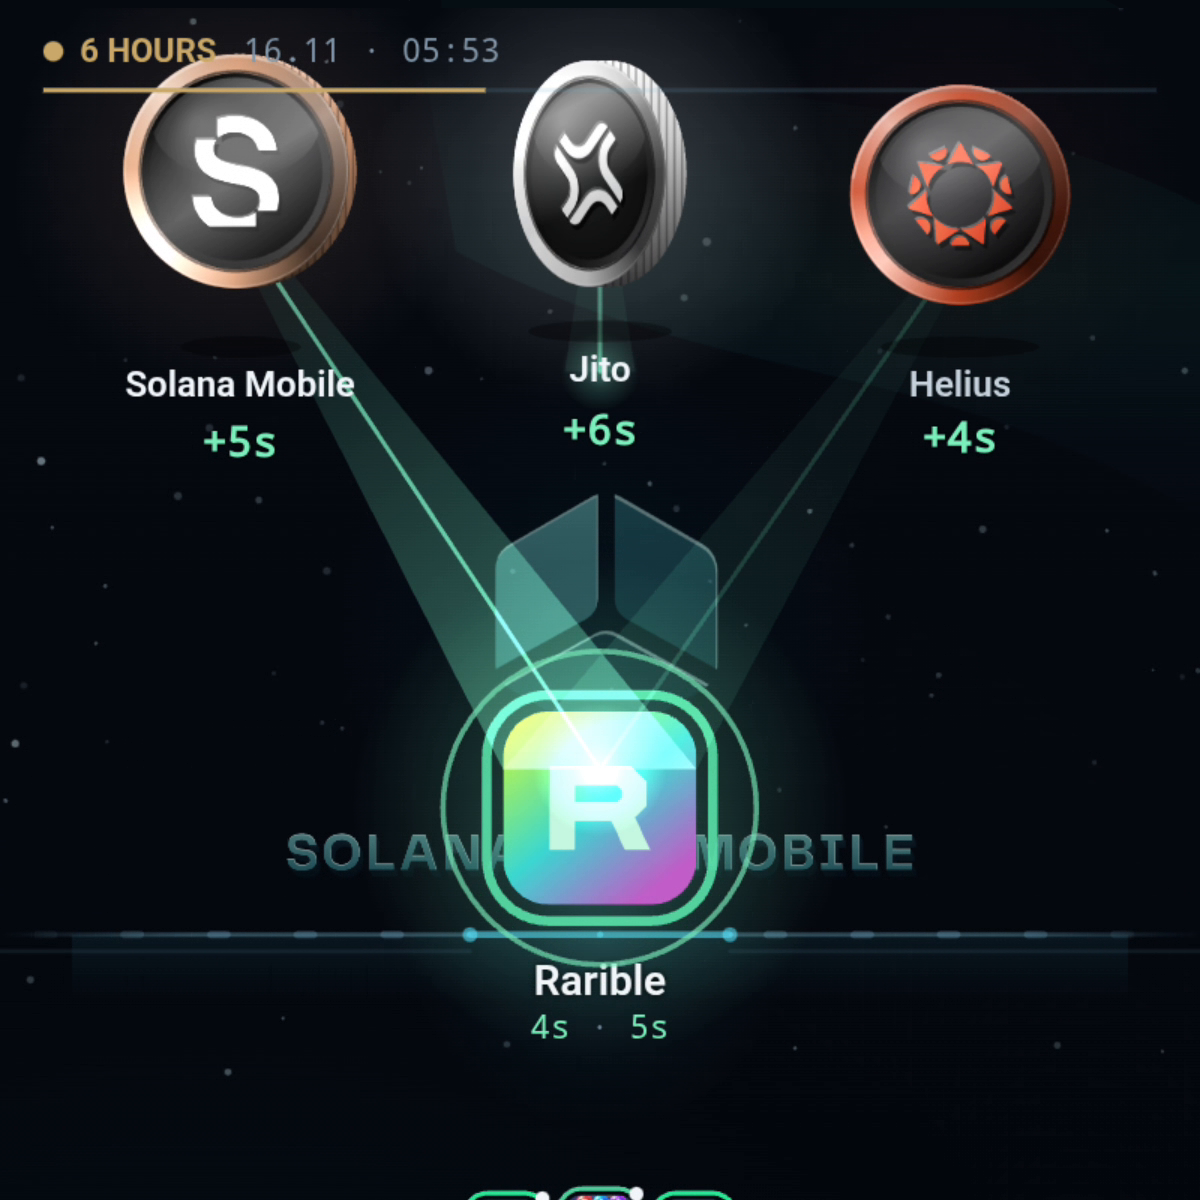 6 HOURS 16.11 · 05:53
S
Solana Mobile
+5s
Jito
+6s
Helius
+4s
R
SOLANA MOBILE
Rarible
4s · 5s